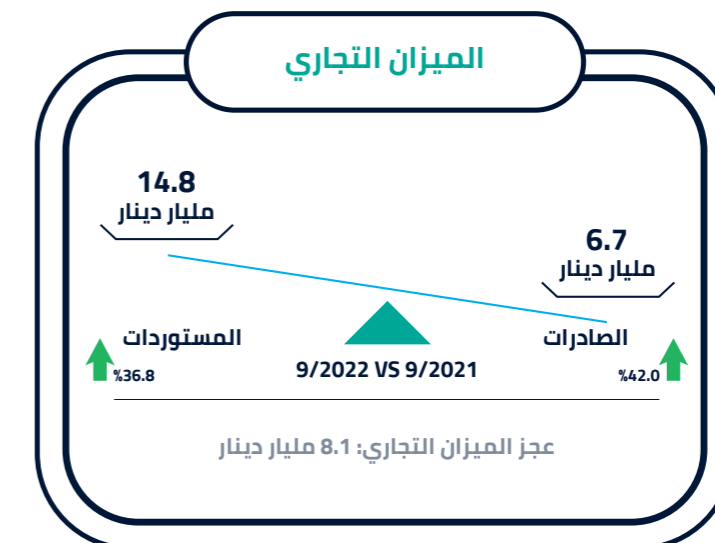 الميزان التجاري
14.8
مليار دينار
6.7
مليار دينار
الصادرات
%42.0
المستوردات
%36.8
9/2022 VS 9/2021
عجز الميزان التجاري: 8.1 مليار دينار